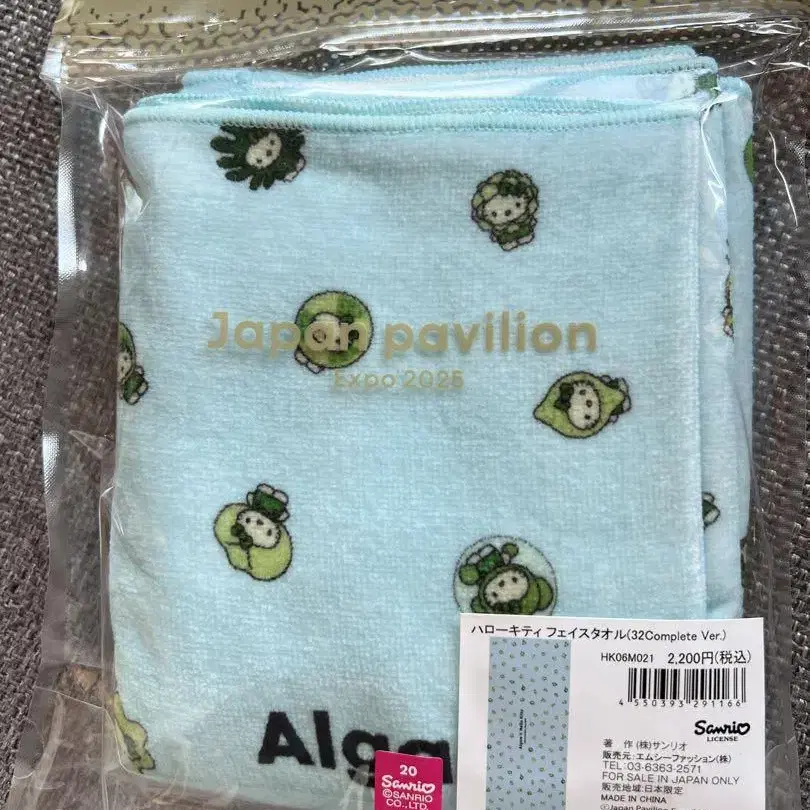 Japan pavilion
Expo 2025
Alga
20
Sanrio
©SANRIO
CO., LTD.
ハローキティ フェイスタオル(32Complete Ver.)
HK06M021 2,200円(税込)
4 550393 291166
Sanrio
LICENSE
著 作 (株)サンリオ
販売元:エムシーファッション(株)
TEL:03-6363-2571
FOR SALE IN JAPAN ONLY
販売地域:日本限定
MADE IN CHINA
©Japan Pavilion